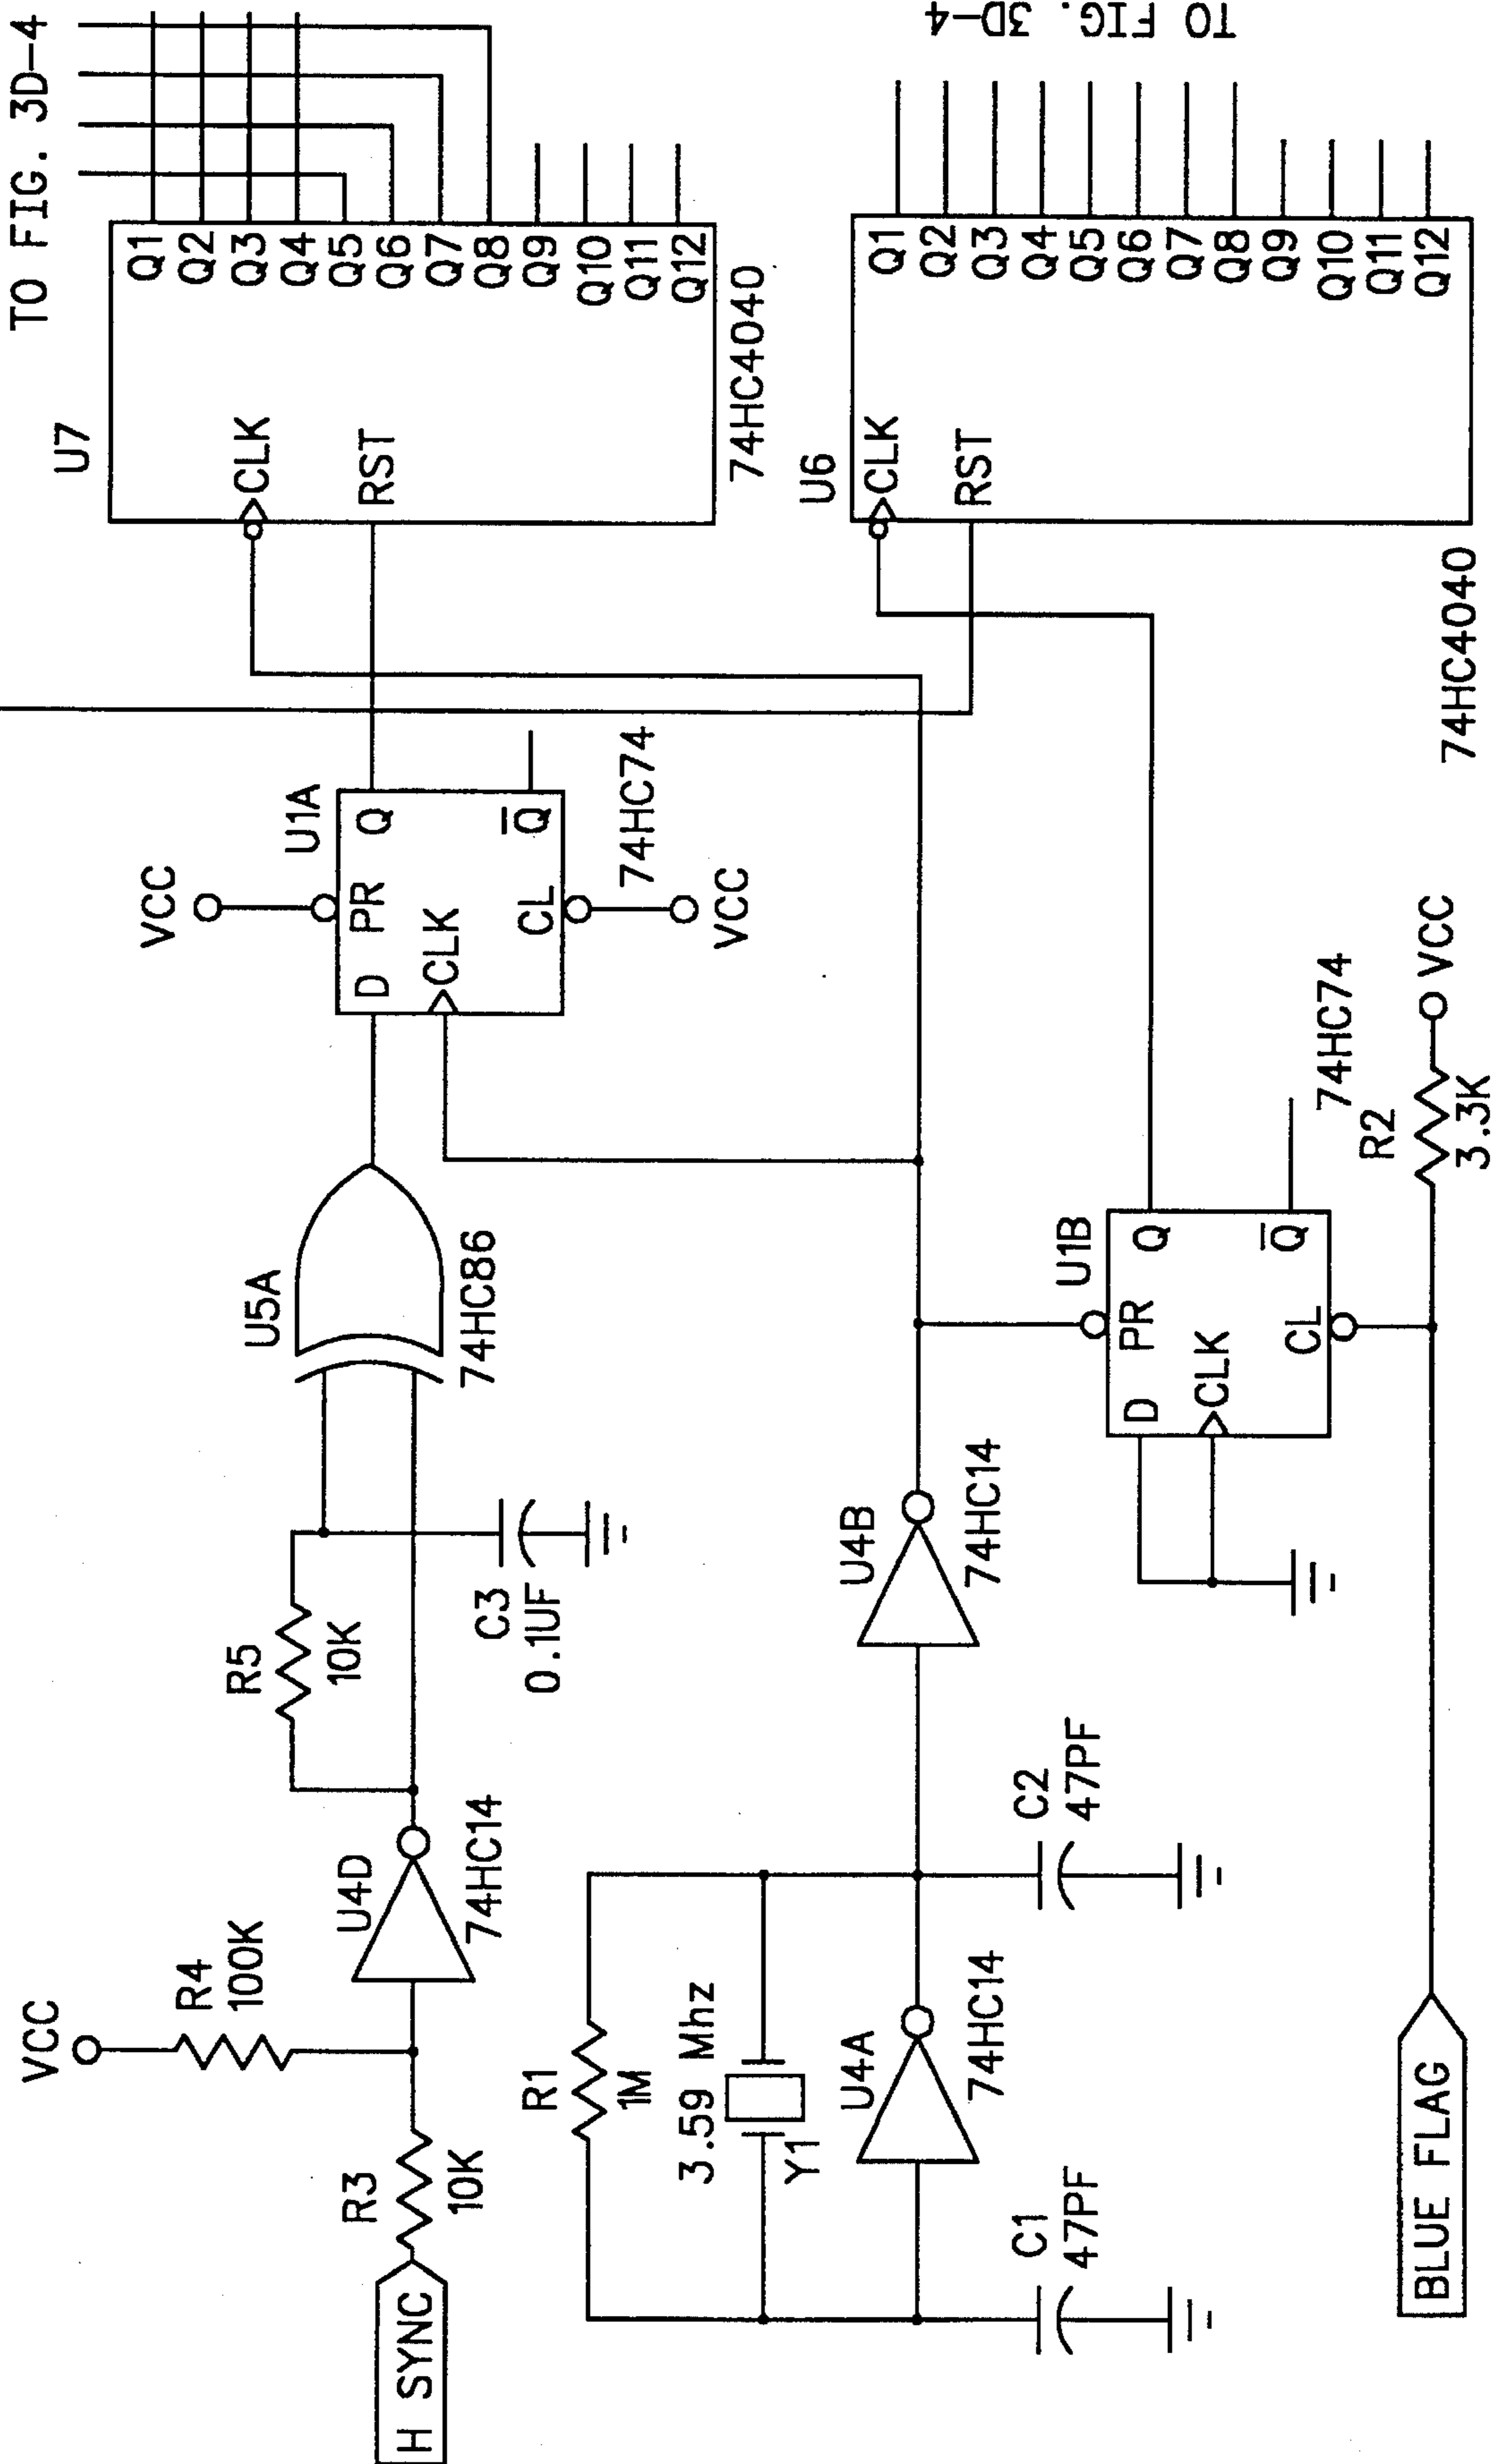 TO FIG. 3D-4
TO FIG. 3D-4
U7
CLK
RST
Q1
Q2
Q3
Q4
Q5
Q6
Q7
Q8
Q9
Q10
Q11
Q12
74HC4040
U6
CLK
RST
Q1
Q2
Q3
Q4
Q5
Q6
Q7
Q8
Q9
Q10
Q11
Q12
74HC4040
VCC
U1A
D
PR
Q
CLK
CL
Q̅
74HC74
VCC
U5A
74HC86
R5
10K
C3
0.1UF
VCC
R4
100K
U4D
74HC14
R3
10K
H SYNC
R1
1M
3.59 Mhz
Y1
U4A
74HC14
C1
47PF
C2
47PF
U4B
74HC14
U1B
D
PR
Q
CLK
CL
Q̅
74HC74
R2
3.3K
VCC
BLUE FLAG